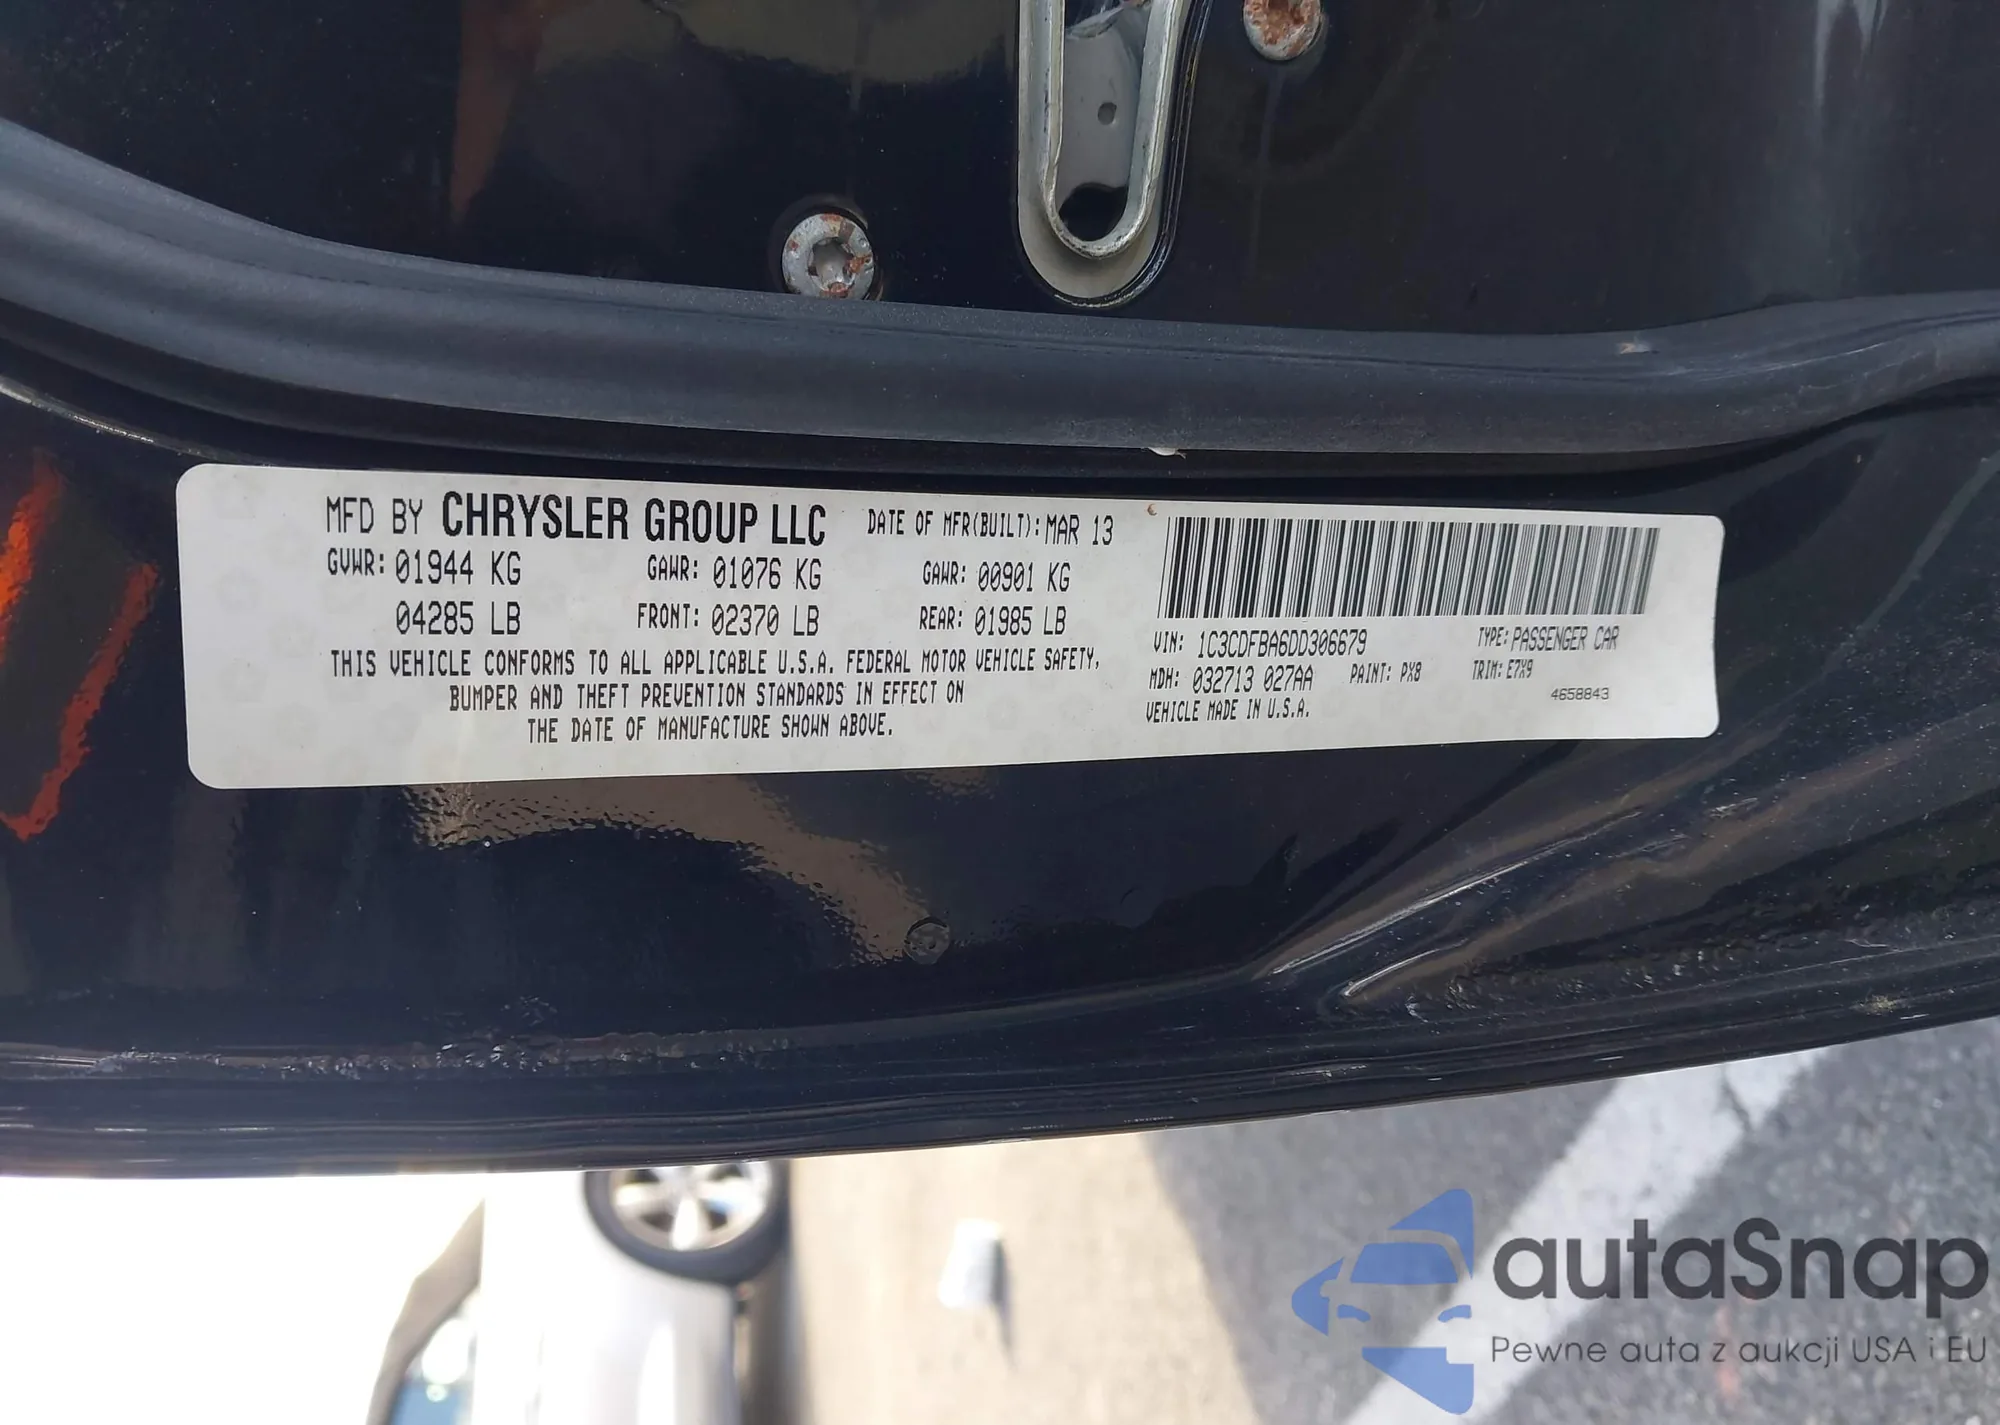 MFD BY CHRYSLER GROUP LLC DATE OF MFR(BUILT): MAR 13
GVWR: 01944 KG GAWR: 01076 KG GAWR: 00901 KG
04285 LB FRONT: 02370 LB REAR: 01985 LB
THIS VEHICLE CONFORMS TO ALL APPLICABLE U.S.A. FEDERAL MOTOR VEHICLE SAFETY,
BUMPER AND THEFT PREVENTION STANDARDS IN EFFECT ON
THE DATE OF MANUFACTURE SHOWN ABOVE.
VIN: 1C3CDFBA6DD306679 TYPE: PASSENGER CAR
MDH: 032713 027AA PAINT: PX8 TRIM: E7X9
VEHICLE MADE IN U.S.A. 4658843
autaSnap
Pewne auta z aukcji USA i EU